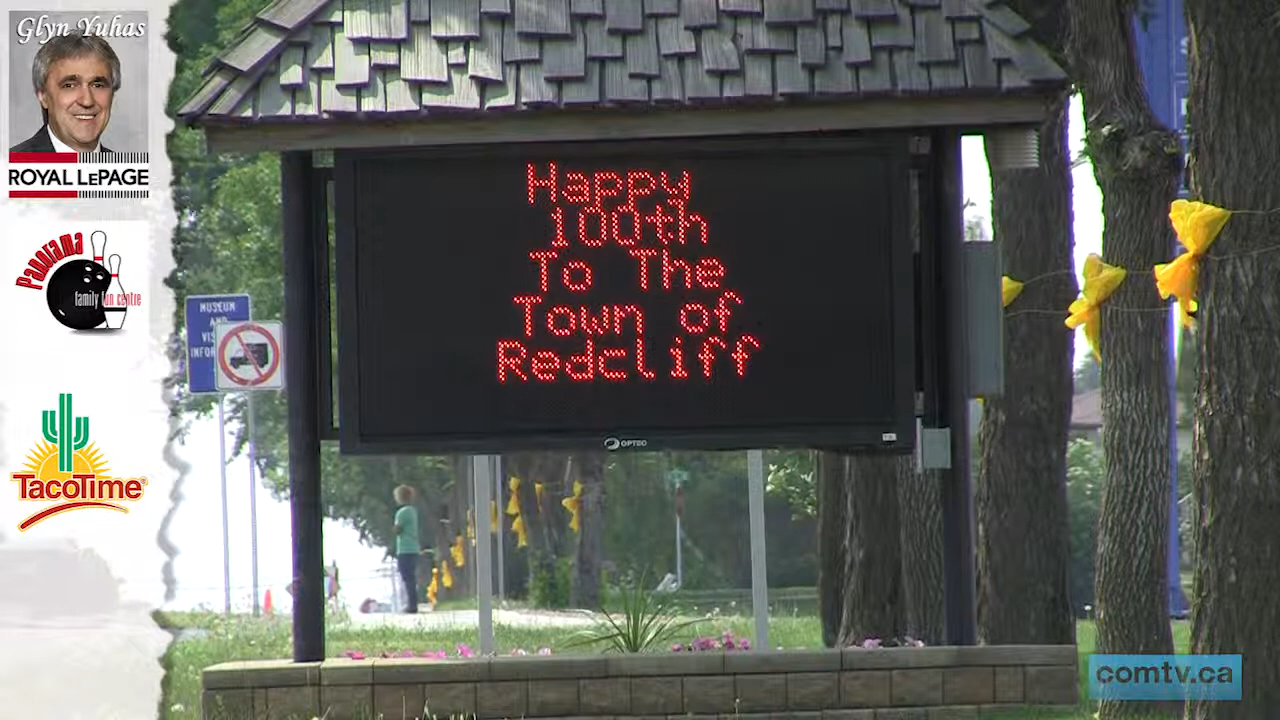 Glyn Yuhas
ROYAL LEPAGE
Panorama
family fun centre
TacoTime
MUSEUM
AND
Happy
100th
To The
Town of
Redcliff
OPTEC
comtv.ca